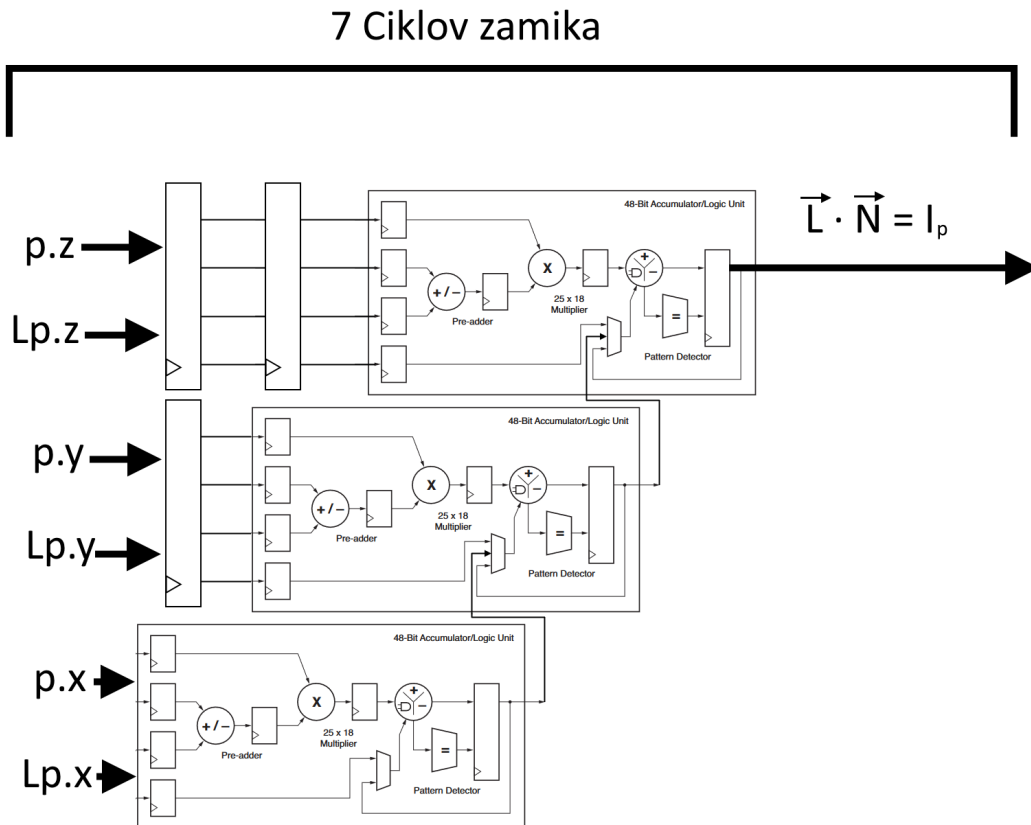 7 Ciklov zamika
48-Bit Accumulator/Logic Unit
L · N = Iₚ
p.z
Lp.z
+ / −
Pre-adder
X
25 x 18
Multiplier
+
−
=
Pattern Detector
48-Bit Accumulator/Logic Unit
p.y
Lp.y
+ / −
Pre-adder
X
25 x 18
Multiplier
+
−
=
Pattern Detector
48-Bit Accumulator/Logic Unit
p.x
Lp.x
+ / −
Pre-adder
X
25 x 18
Multiplier
+
−
=
Pattern Detector